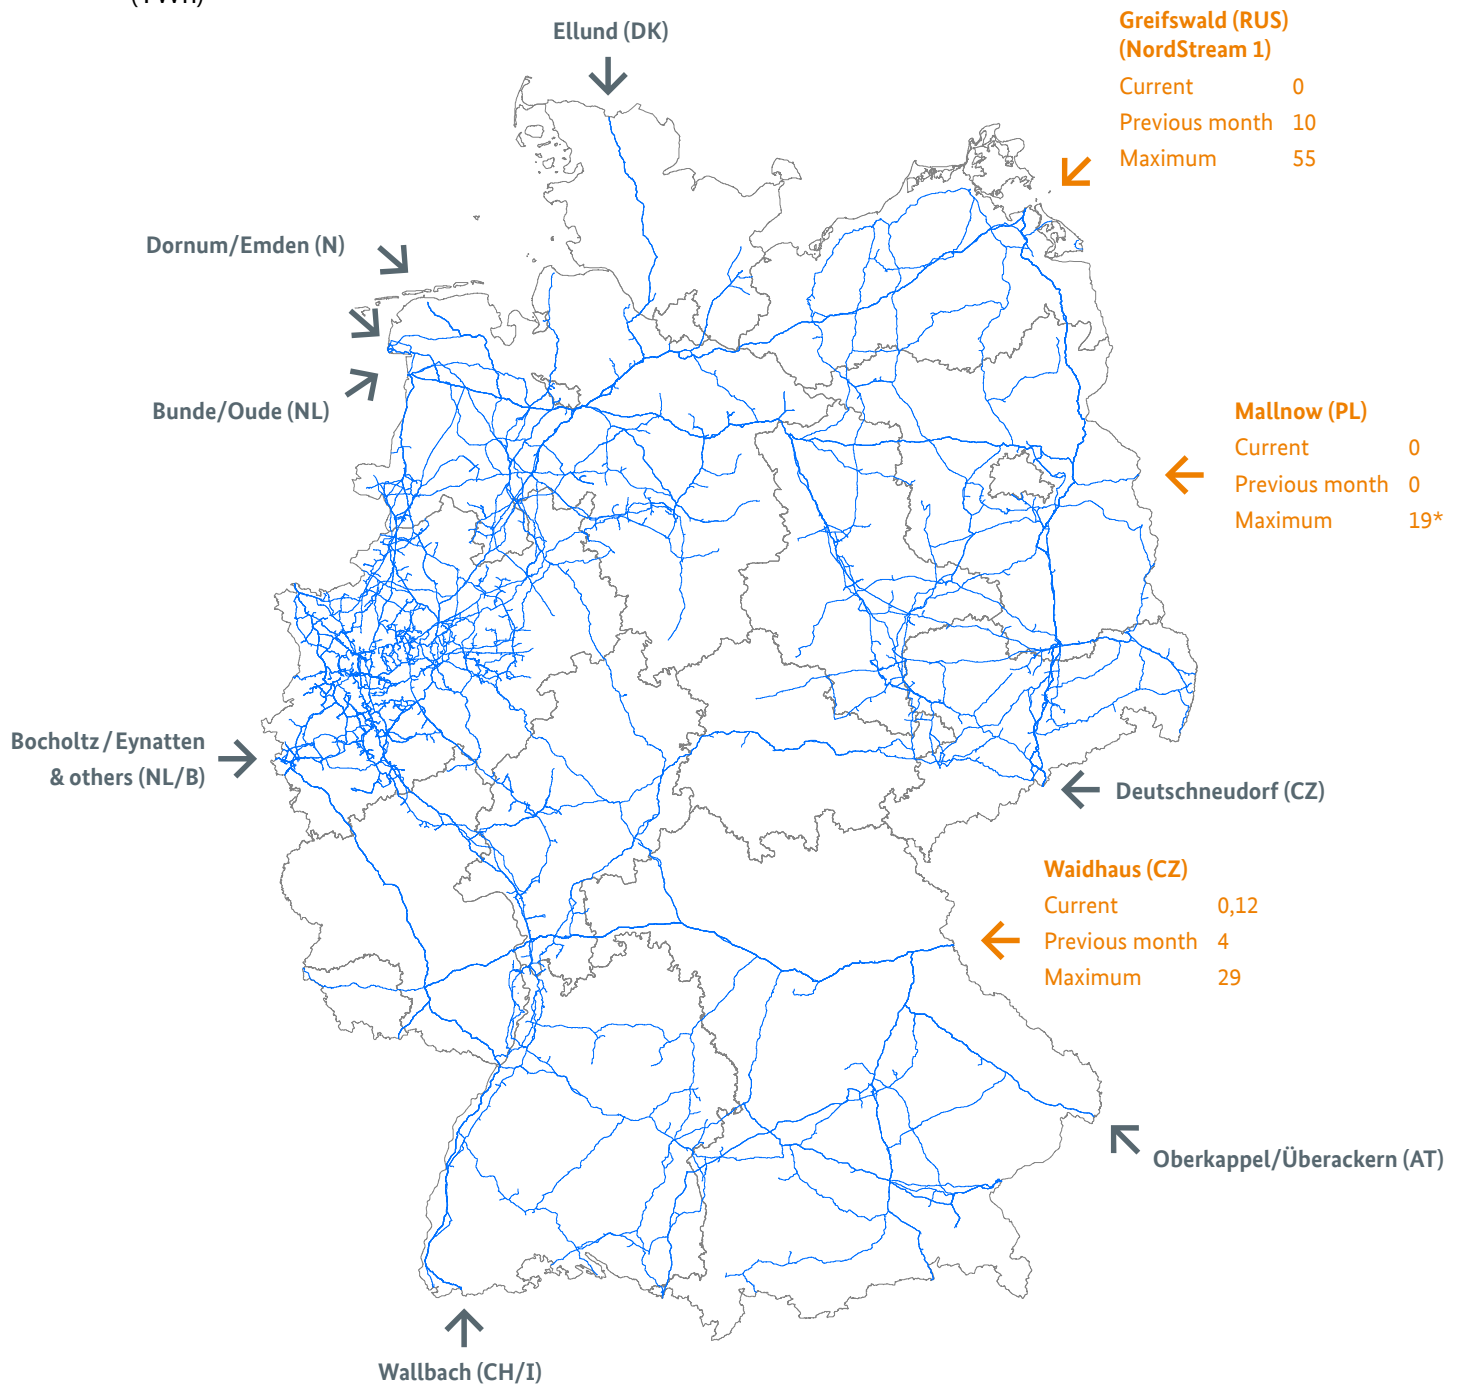 (TWh)
Ellund (DK)
Greifswald (RUS)
(NordStream 1)
Current 0
Previous month 10
Maximum 55
Dornum/Emden (N)
Bunde/Oude (NL)
Mallnow (PL)
Current 0
Previous month 0
Maximum 19*
Bocholtz / Eynatten
& others (NL/B)
Deutschneudorf (CZ)
Waidhaus (CZ)
Current 0,12
Previous month 4
Maximum 29
Oberkappel/Überackern (AT)
Wallbach (CH/I)